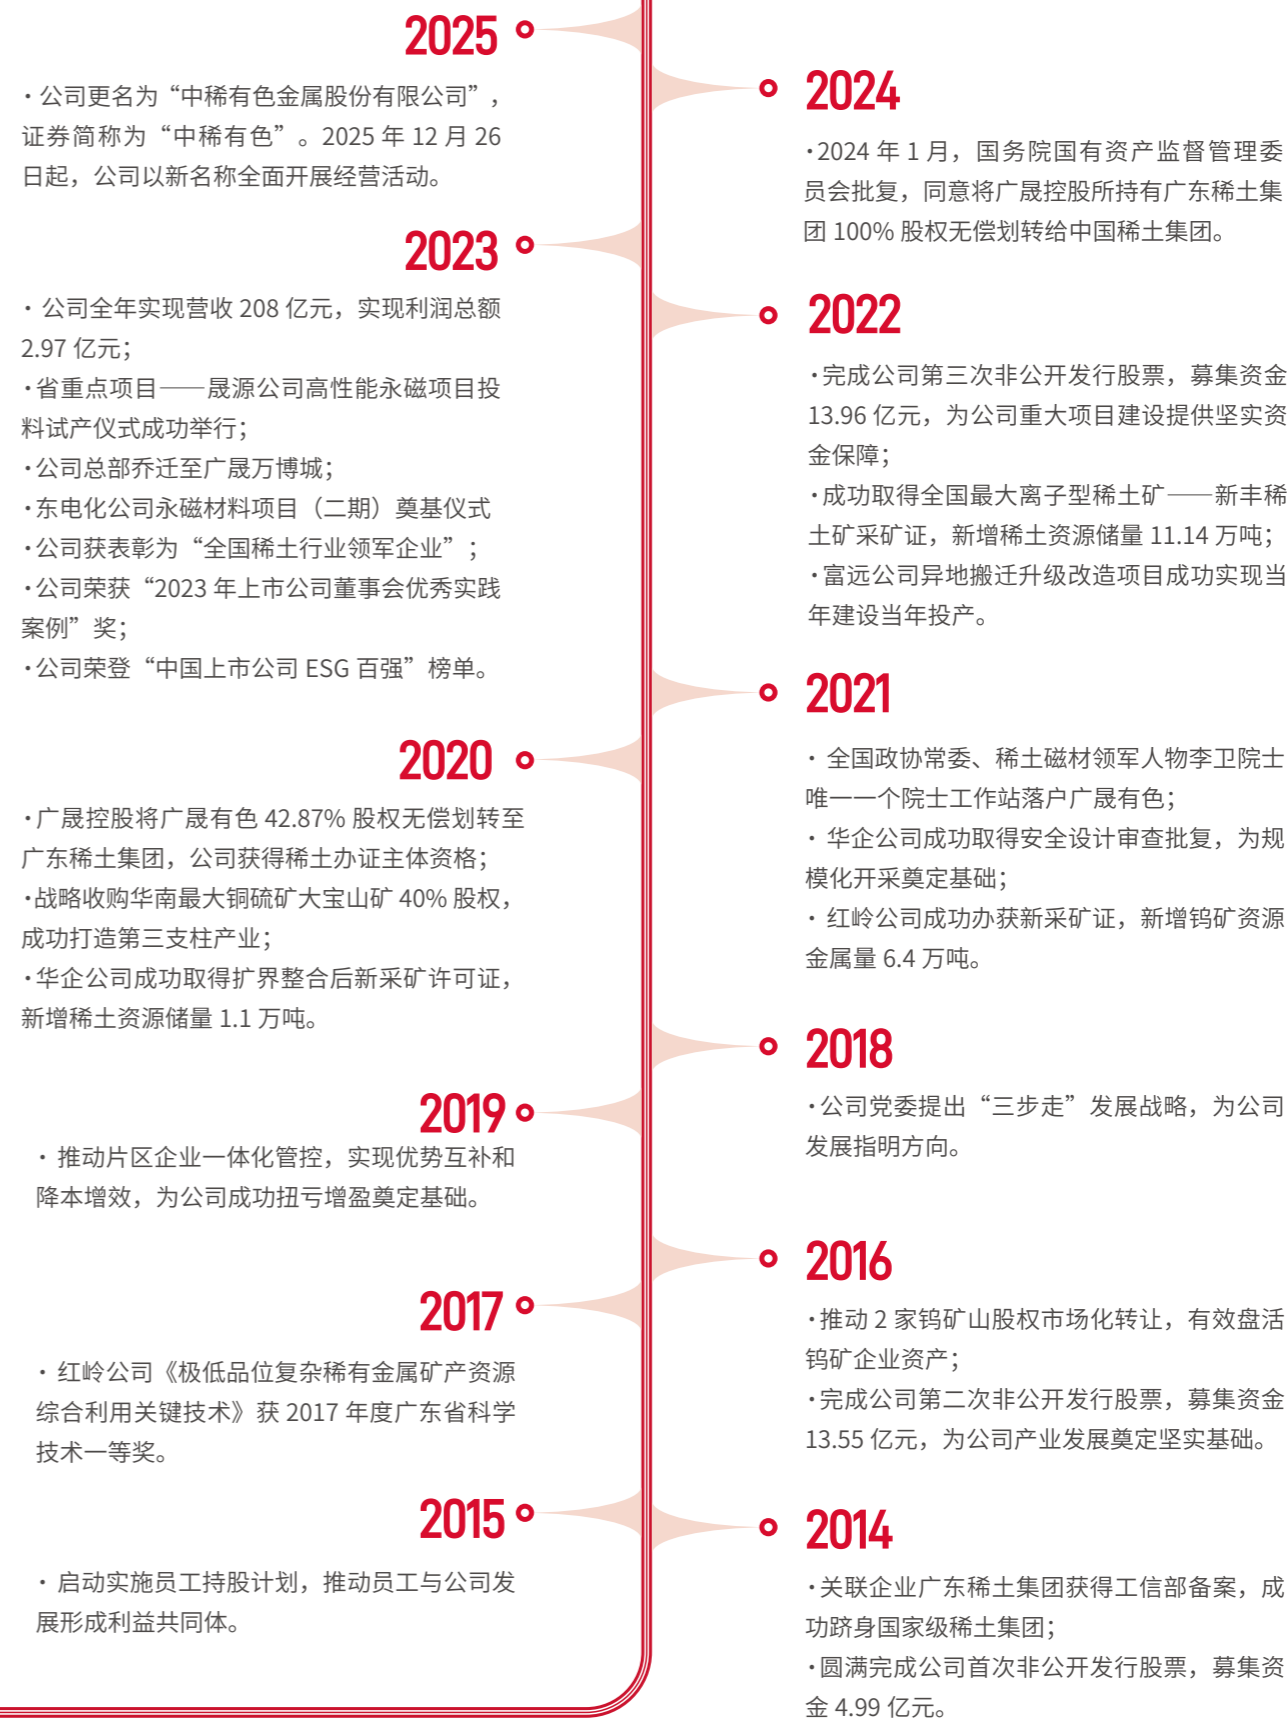 2025
·公司更名为“中稀有色金属股份有限公司”，
证券简称为“中稀有色”。2025 年 12 月 26
日起，公司以新名称全面开展经营活动。
2024
·2024 年 1 月，国务院国有资产监督管理委
员会批复，同意将广晟控股所持有广东稀土集
团 100% 股权无偿划转给中国稀土集团。
2023
· 公司全年实现营收 208 亿元，实现利润总额
2.97 亿元；
·省重点项目——晟源公司高性能永磁项目投
料试产仪式成功举行；
·公司总部乔迁至广晟万博城；
·东电化公司永磁材料项目（二期）奠基仪式
·公司获表彰为“全国稀土行业领军企业”；
·公司荣获“2023 年上市公司董事会优秀实践
案例”奖；
·公司荣登“中国上市公司 ESG 百强”榜单。
2022
·完成公司第三次非公开发行股票，募集资金
13.96 亿元，为公司重大项目建设提供坚实资
金保障；
·成功取得全国最大离子型稀土矿——新丰稀
土矿采矿证，新增稀土资源储量 11.14 万吨；
·富远公司异地搬迁升级改造项目成功实现当
年建设当年投产。
2021
· 全国政协常委、稀土磁材领军人物李卫院士
唯一一个院士工作站落户广晟有色；
· 华企公司成功取得安全设计审查批复，为规
模化开采奠定基础；
· 红岭公司成功办获新采矿证，新增钨矿资源
金属量 6.4 万吨。
2020
·广晟控股将广晟有色 42.87% 股权无偿划转至
广东稀土集团，公司获得稀土办证主体资格；
·战略收购华南最大铜硫矿大宝山矿 40% 股权，
成功打造第三支柱产业；
·华企公司成功取得扩界整合后新采矿许可证，
新增稀土资源储量 1.1 万吨。
2019
· 推动片区企业一体化管控，实现优势互补和
降本增效，为公司成功扭亏增盈奠定基础。
2018
·公司党委提出“三步走”发展战略，为公司
发展指明方向。
2017
· 红岭公司《极低品位复杂稀有金属矿产资源
综合利用关键技术》获 2017 年度广东省科学
技术一等奖。
2016
·推动 2 家钨矿山股权市场化转让，有效盘活
钨矿企业资产；
·完成公司第二次非公开发行股票，募集资金
13.55 亿元，为公司产业发展奠定坚实基础。
2015
· 启动实施员工持股计划，推动员工与公司发
展形成利益共同体。
2014
·关联企业广东稀土集团获得工信部备案，成
功跻身国家级稀土集团；
·圆满完成公司首次非公开发行股票，募集资
金 4.99 亿元。